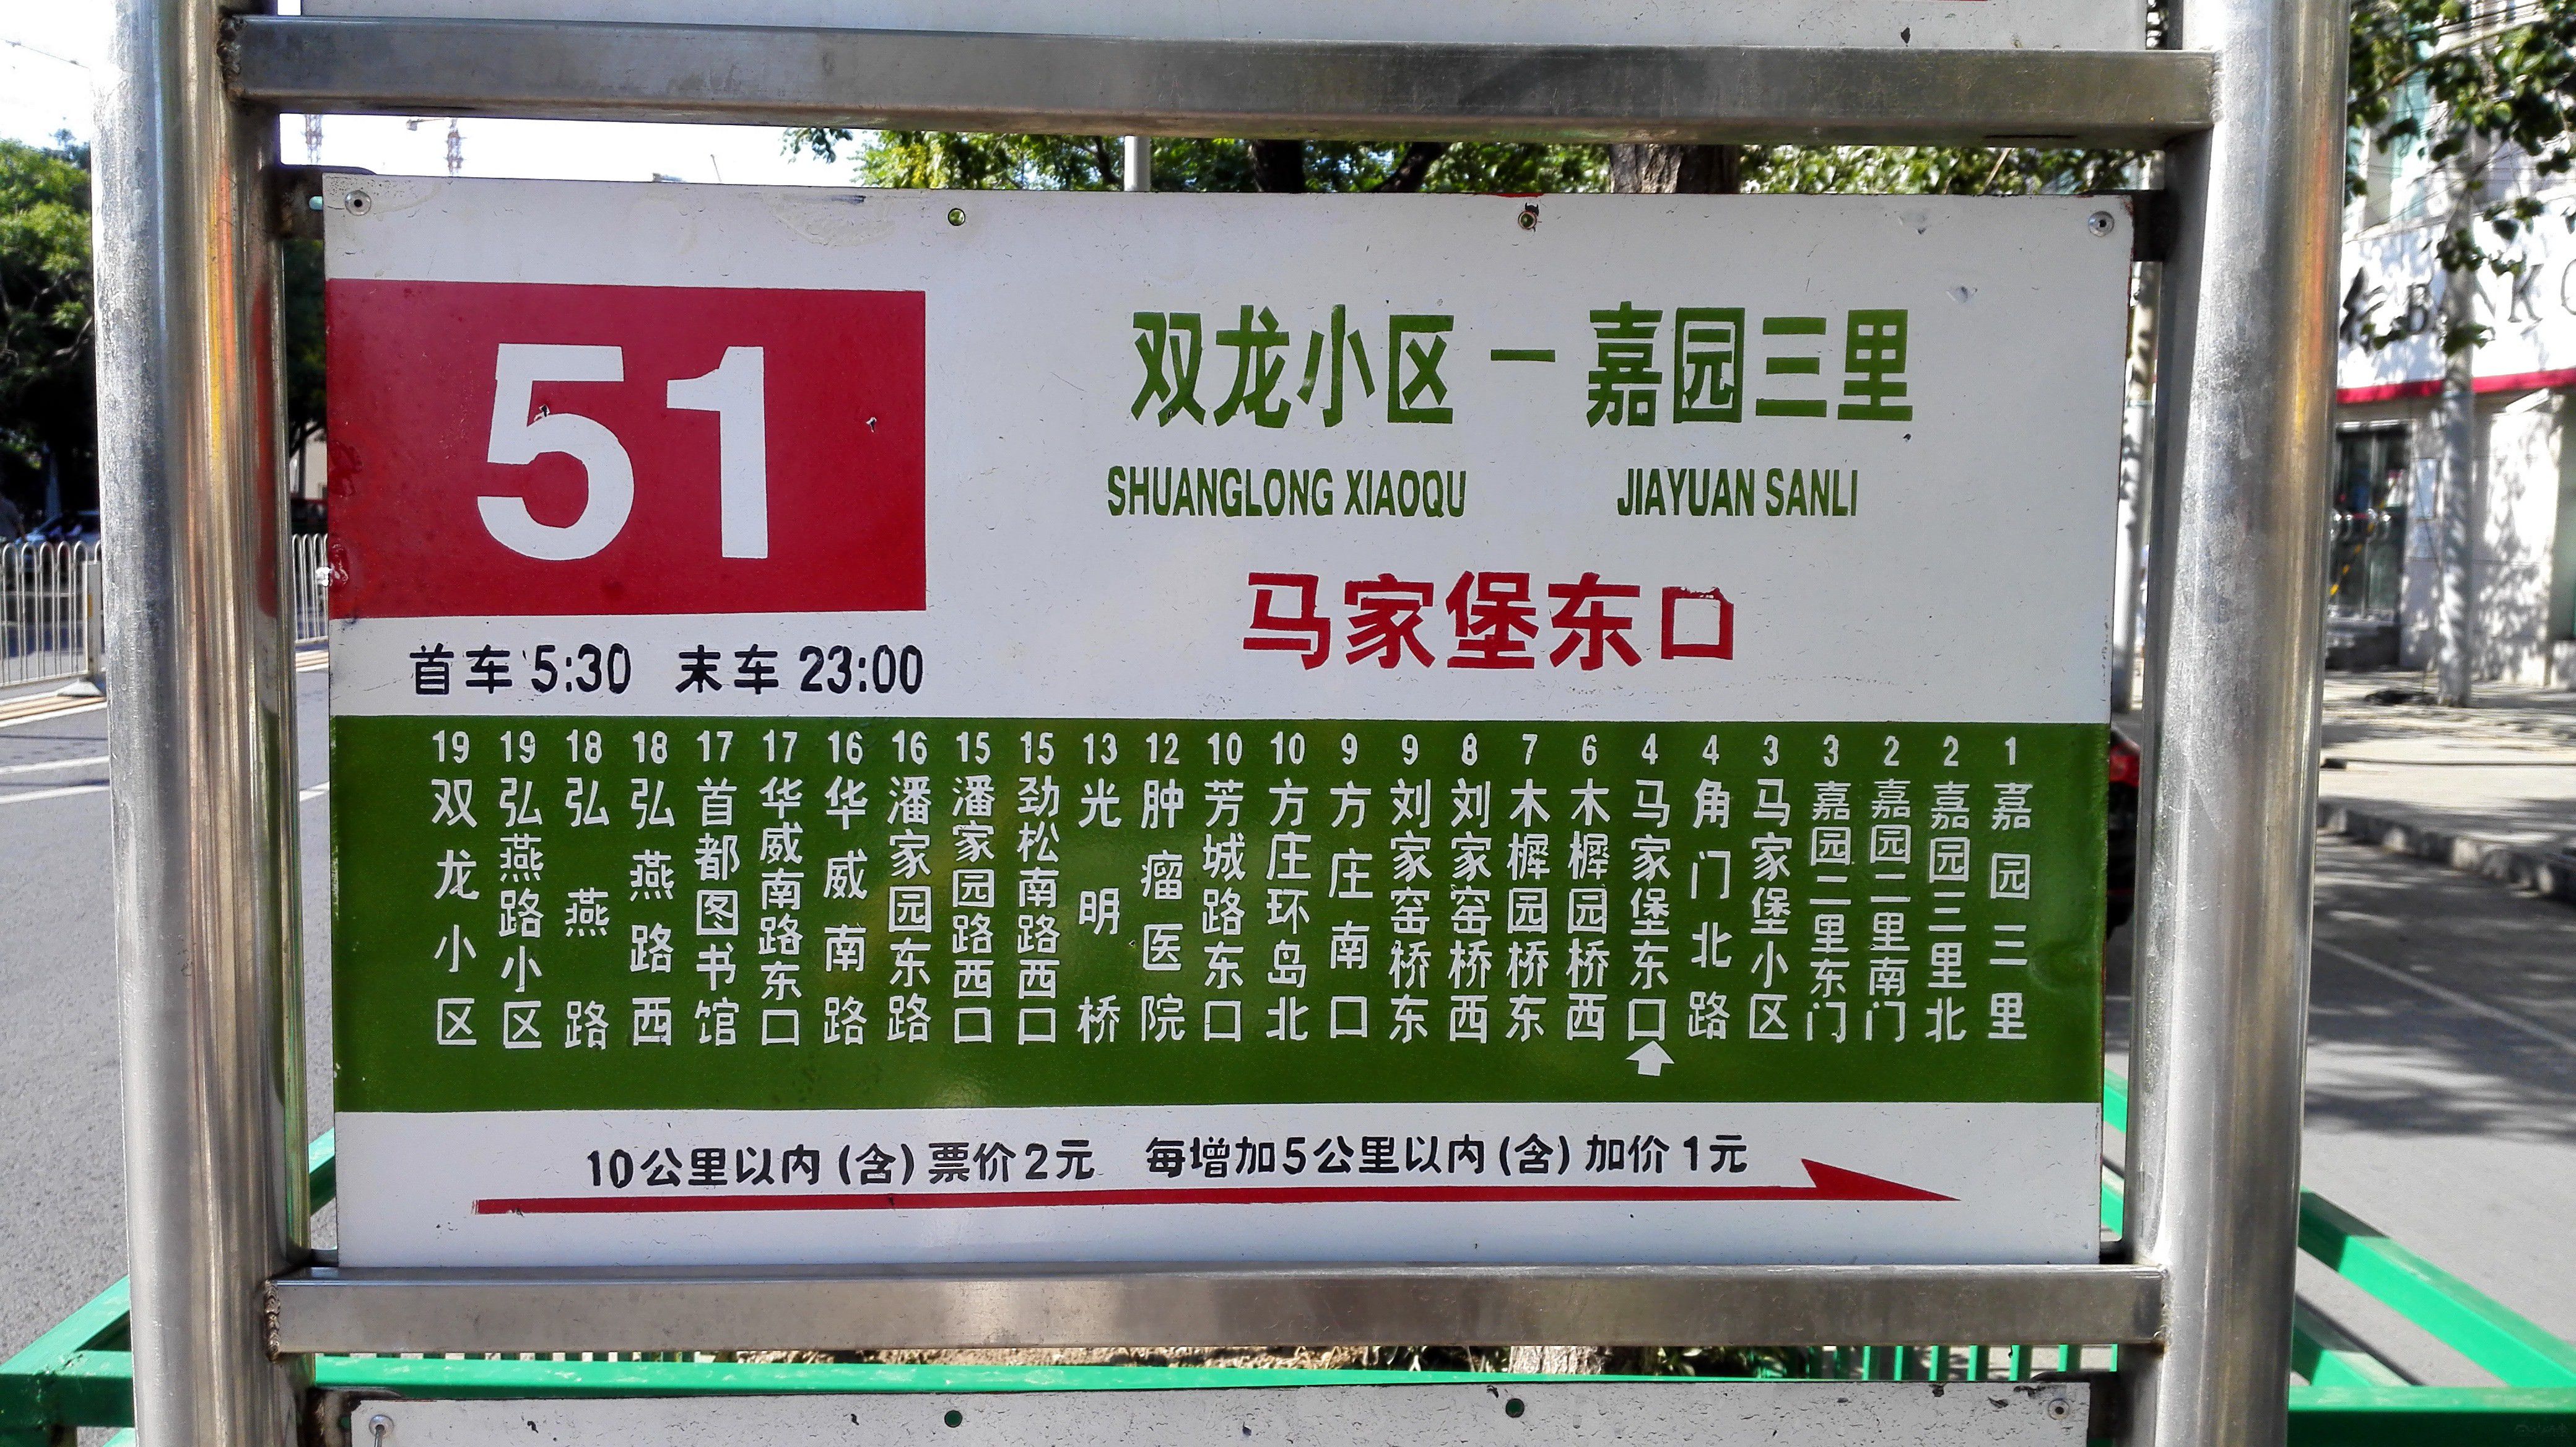 51
双龙小区 — 嘉园三里
SHUANGLONG XIAOQU JIAYUAN SANLI
马家堡东口
首车 5:30 末车 23:00
19 双龙小区
19 弘燕路小区
18 弘燕路
18 弘燕路西
17 首都图书馆
17 华威南路东口
16 华威南路
16 潘家园东路
15 潘家园路西口
15 劲松南路西口
13 光明桥
12 肿瘤医院
10 芳城路东口
10 方庄环岛北
9 方庄南口
9 刘家窑桥东
8 刘家窑桥西
7 木樨园桥东
6 木樨园桥西
4 马家堡东口
4 角门北路
3 马家堡小区
3 嘉园二里东门
2 嘉园二里南门
2 嘉园三里北
1 嘉园三里
10公里以内(含)票价2元 每增加5公里以内(含)加价1元